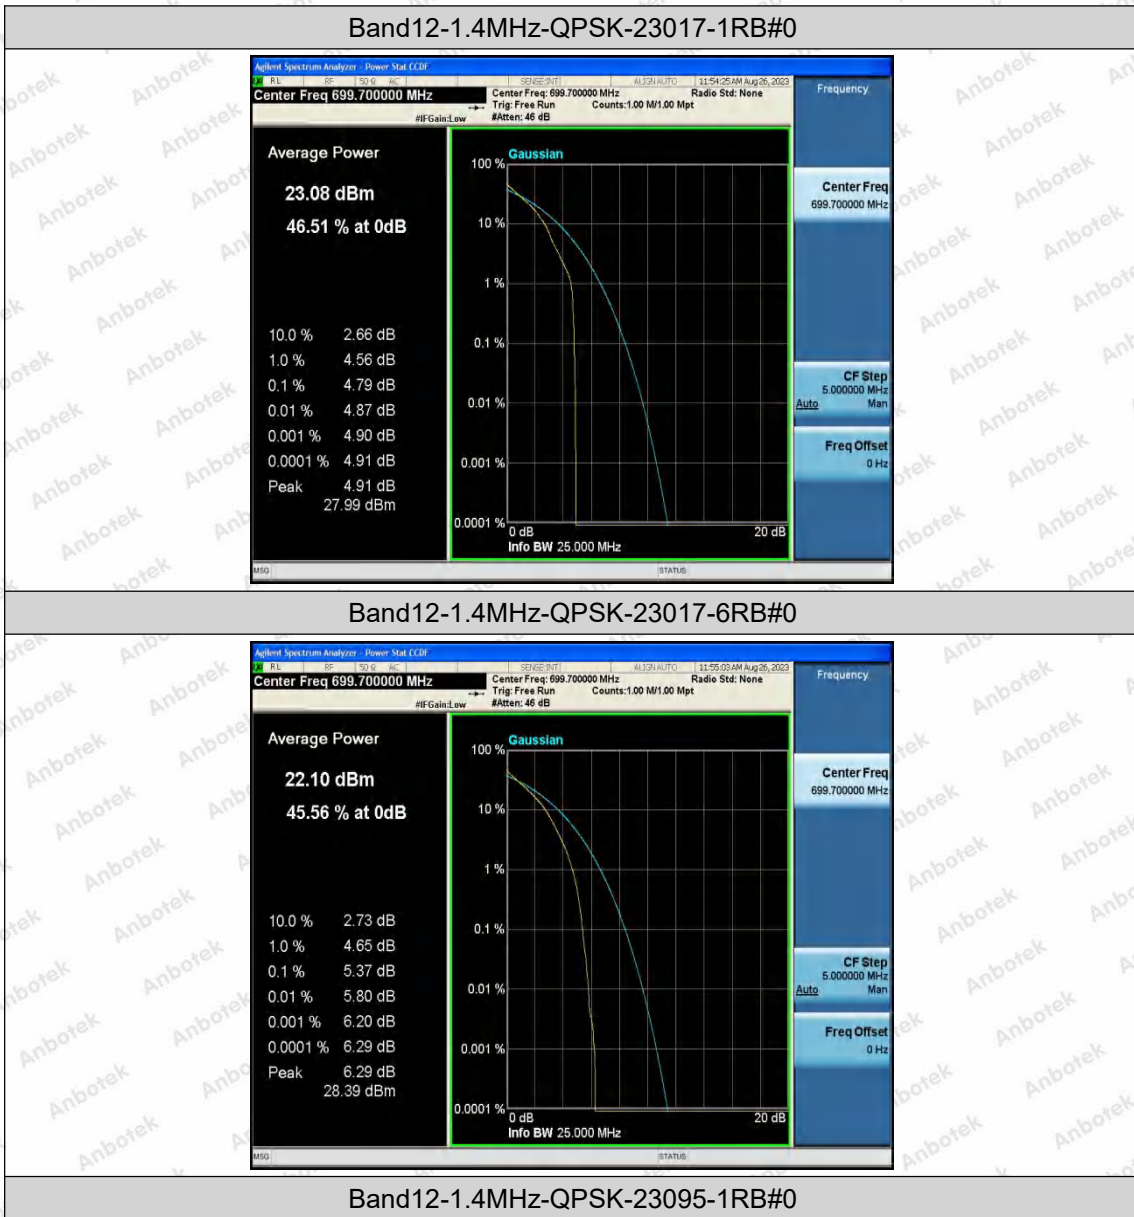 Band12-1.4MHz-QPSK-23017-1RB#0
Agilent Spectrum Analyzer - Power Stat CCDF
RL RF 50 Ω AC SENSE:INT ALIGN AUTO 11:54:25 AM Aug 26, 2023
Center Freq 699.700000 MHz
Center Freq: 699.700000 MHz Radio Std: None
Trig: Free Run Counts:1.00 M/1.00 Mpt
#IFGain:Low #Atten: 46 dB
Frequency
Average Power
23.08 dBm
46.51 % at 0dB
10.0 % 2.66 dB
1.0 % 4.56 dB
0.1 % 4.79 dB
0.01 % 4.87 dB
0.001 % 4.90 dB
0.0001 % 4.91 dB
Peak 4.91 dB
27.99 dBm
Gaussian
100 %
10 %
1 %
0.1 %
0.01 %
0.001 %
0.0001 %
0 dB 20 dB
Info BW 25.000 MHz
Center Freq
699.700000 MHz
CF Step
5.000000 MHz
Auto Man
Freq Offset
0 Hz
MSG STATUS
Band12-1.4MHz-QPSK-23017-6RB#0
Agilent Spectrum Analyzer - Power Stat CCDF
RL RF 50 Ω AC SENSE:INT ALIGN AUTO 11:55:03 AM Aug 26, 2023
Center Freq 699.700000 MHz
Center Freq: 699.700000 MHz Radio Std: None
Trig: Free Run Counts:1.00 M/1.00 Mpt
#IFGain:Low #Atten: 46 dB
Frequency
Average Power
22.10 dBm
45.56 % at 0dB
10.0 % 2.73 dB
1.0 % 4.65 dB
0.1 % 5.37 dB
0.01 % 5.80 dB
0.001 % 6.20 dB
0.0001 % 6.29 dB
Peak 6.29 dB
28.39 dBm
Gaussian
100 %
10 %
1 %
0.1 %
0.01 %
0.001 %
0.0001 %
0 dB 20 dB
Info BW 25.000 MHz
Center Freq
699.700000 MHz
CF Step
5.000000 MHz
Auto Man
Freq Offset
0 Hz
MSG STATUS
Band12-1.4MHz-QPSK-23095-1RB#0